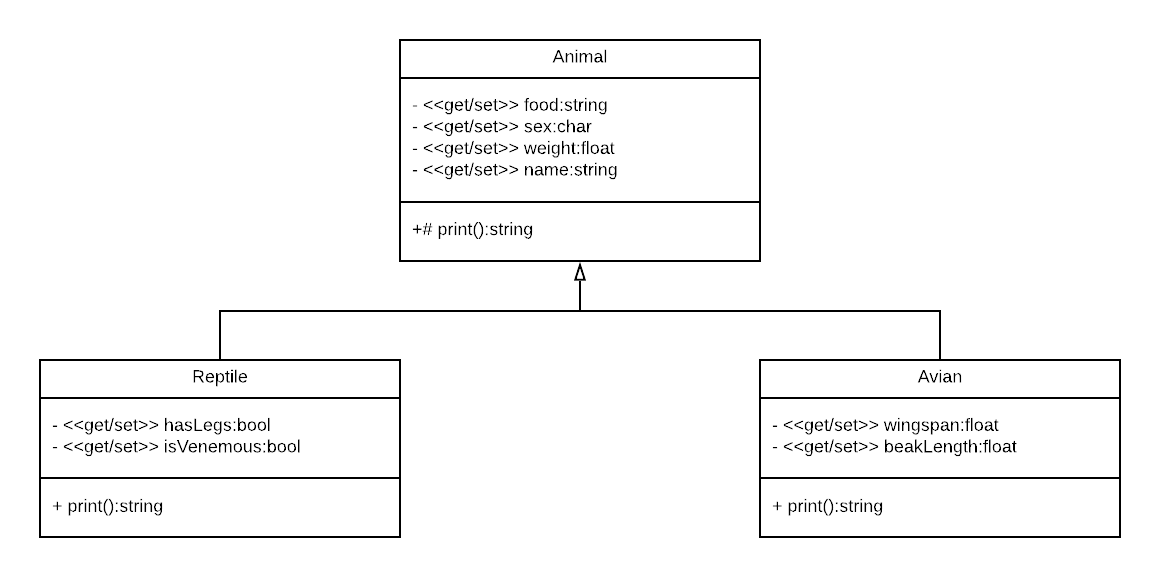 Animal
- <<get/set>> food:string
- <<get/set>> sex:char
- <<get/set>> weight:float
- <<get/set>> name:string
+# print():string
Reptile
- <<get/set>> hasLegs:bool
- <<get/set>> isVenemous:bool
+ print():string
Avian
- <<get/set>> wingspan:float
- <<get/set>> beakLength:float
+ print():string